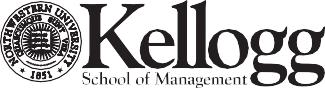 NORTHWESTERN UNIVERSITY
1851
Kellogg
School of Management